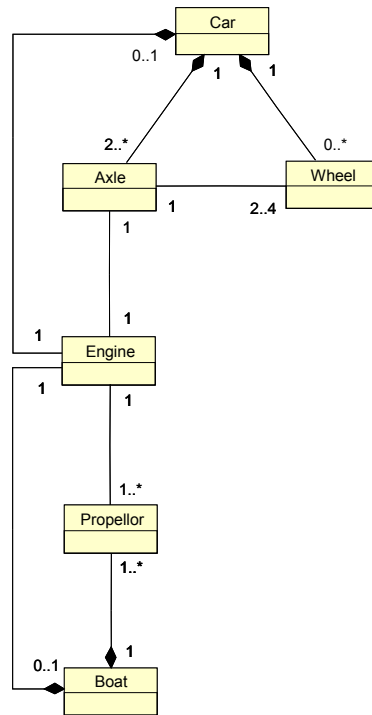 Car
0..1
1
1
2..*
0..*
Axle
Wheel
1
2..4
1
1
1
Engine
1
1
1..*
Propellor
1..*
1
0..1
Boat